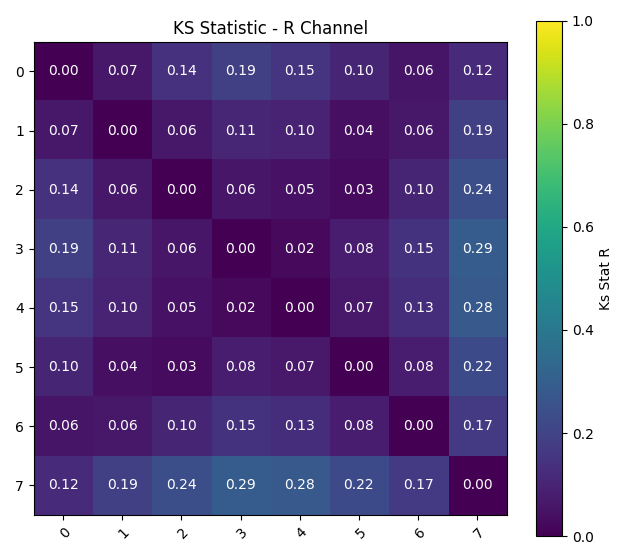 KS Statistic - R Channel
0 0.00 0.07 0.14 0.19 0.15 0.10 0.06 0.12
1 0.07 0.00 0.06 0.11 0.10 0.04 0.06 0.19
2 0.14 0.06 0.00 0.06 0.05 0.03 0.10 0.24
3 0.19 0.11 0.06 0.00 0.02 0.08 0.15 0.29
4 0.15 0.10 0.05 0.02 0.00 0.07 0.13 0.28
5 0.10 0.04 0.03 0.08 0.07 0.00 0.08 0.22
6 0.06 0.06 0.10 0.15 0.13 0.08 0.00 0.17
7 0.12 0.19 0.24 0.29 0.28 0.22 0.17 0.00
0 1 2 3 4 5 6 7
1.0
0.8
0.6
0.4
0.2
0.0
Ks Stat R